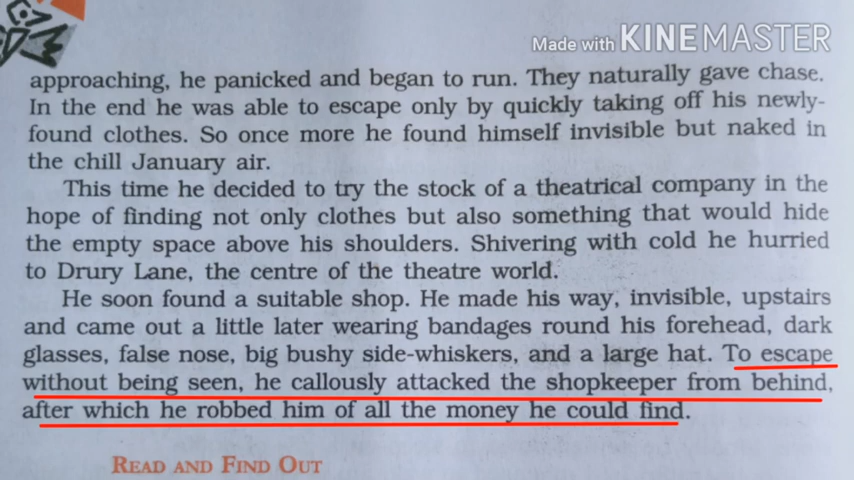 Made with KINEMASTER
approaching, he panicked and began to run. They naturally gave chase.
In the end he was able to escape only by quickly taking off his newly-
found clothes. So once more he found himself invisible but naked in
the chill January air.
This time he decided to try the stock of a theatrical company in the
hope of finding not only clothes but also something that would hide
the empty space above his shoulders. Shivering with cold he hurried
to Drury Lane, the centre of the theatre world.
He soon found a suitable shop. He made his way, invisible, upstairs
and came out a little later wearing bandages round his forehead, dark
glasses, false nose, big bushy side-whiskers, and a large hat. To escape
without being seen, he callously attacked the shopkeeper from behind,
after which he robbed him of all the money he could find.
READ AND FIND OUT